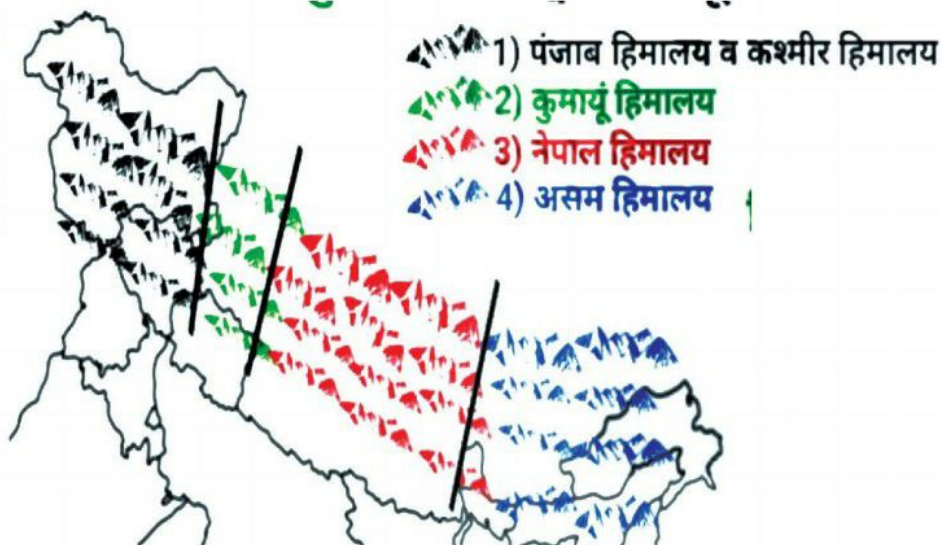 1) पंजाब हिमालय व कश्मीर हिमालय
2) कुमायूं हिमालय
3) नेपाल हिमालय
4) असम हिमालय